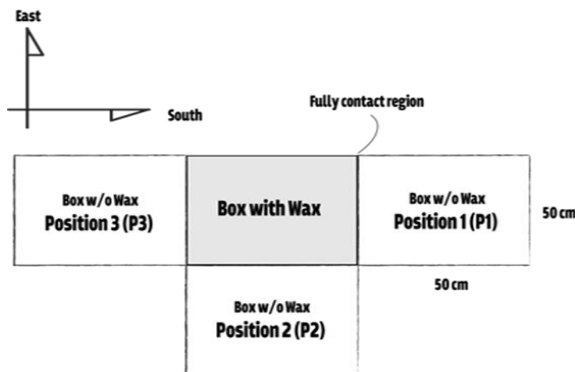 East
South
Fully contact region
Box w/o Wax
Position 3 (P3)
Box with Wax
Box w/o Wax
Position 1 (P1)
50 cm
50 cm
Box w/o Wax
Position 2 (P2)